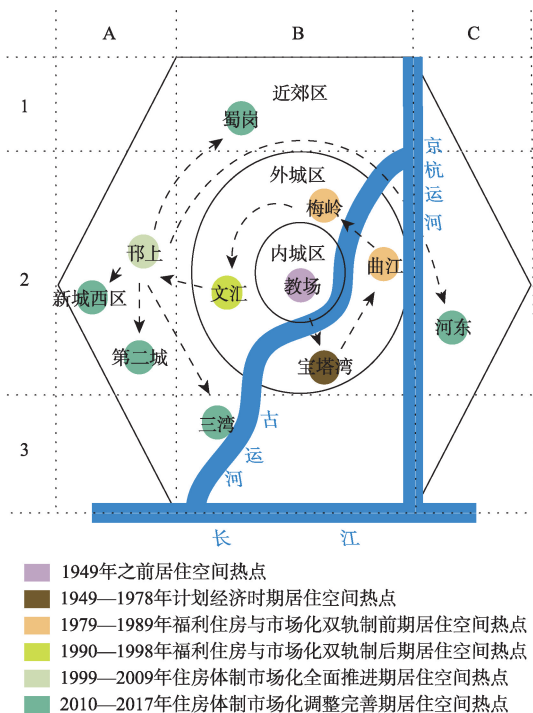 A B C
1
近郊区
蜀岗
京杭运河
外城区
梅岭
2
邗上
内城区
曲江
新城西区
文汇
教场
河东
第二城
宝塔湾
三湾
古运河
3
长江
1949年之前居住空间热点
1949—1978年计划经济时期居住空间热点
1979—1989年福利住房与市场化双轨制前期居住空间热点
1990—1998年福利住房与市场化双轨制后期居住空间热点
1999—2009年住房体制市场化全面推进期居住空间热点
2010—2017年住房体制市场化调整完善期居住空间热点